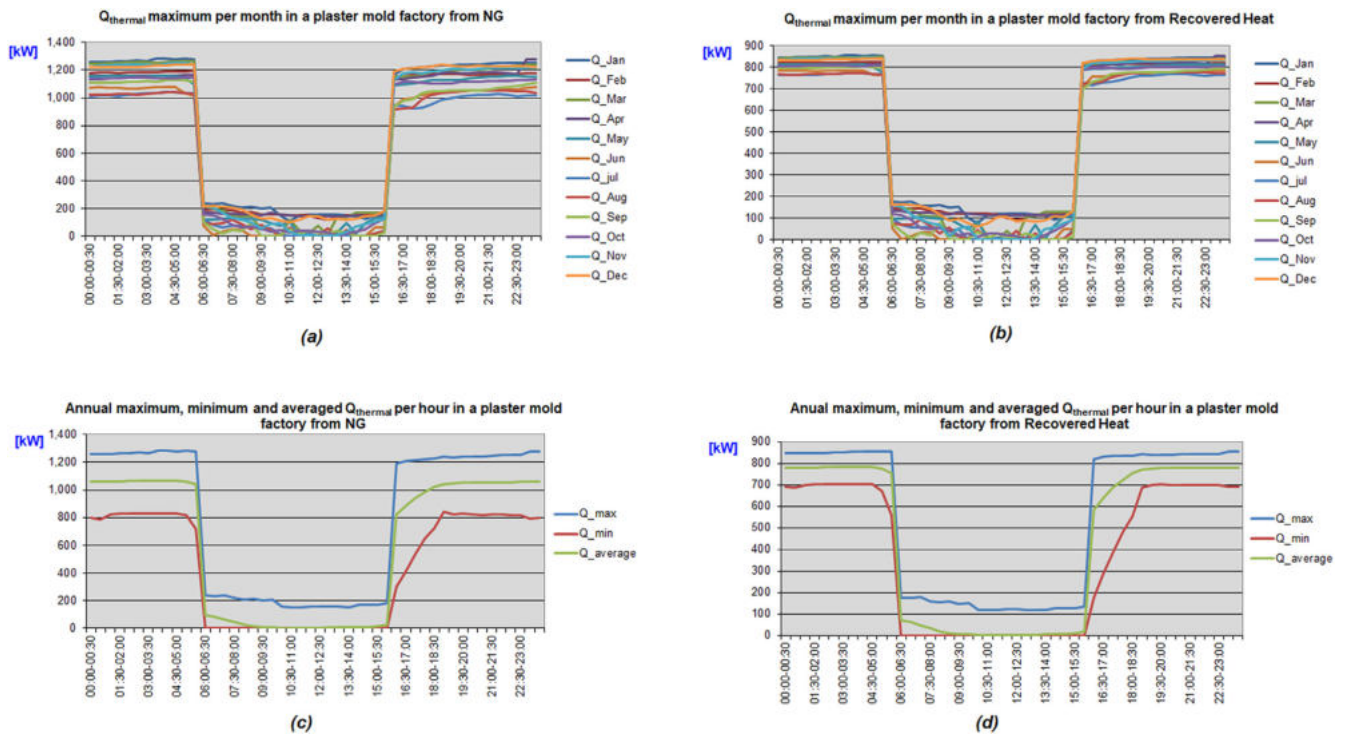 Qthermal maximum per month in a plaster mold factory from NG
[kW]
1,400
1,200
1,000
800
600
400
200
0
00:00-00:30
01:30-02:00
03:00-03:30
04:30-05:00
06:00-06:30
07:30-08:00
09:00-09:30
10:30-11:00
12:00-12:30
13:30-14:00
15:00-15:30
16:30-17:00
18:00-18:30
19:30-20:00
21:00-21:30
22:30-23:00
Q_Jan
Q_Feb
Q_Mar
Q_Apr
Q_May
Q_Jun
Q_jul
Q_Aug
Q_Sep
Q_Oct
Q_Nov
Q_Dec
(a)
Qthermal maximum per month in a plaster mold factory from Recovered Heat
[kW]
900
800
700
600
500
400
300
200
100
0
00:00-00:30
01:30-02:00
03:00-03:30
04:30-05:00
06:00-06:30
07:30-08:00
09:00-09:30
10:30-11:00
12:00-12:30
13:30-14:00
15:00-15:30
16:30-17:00
18:00-18:30
19:30-20:00
21:00-21:30
22:30-23:00
Q_Jan
Q_Feb
Q_Mar
Q_Apr
Q_May
Q_Jun
Q_jul
Q_Aug
Q_Sep
Q_Oct
Q_Nov
Q_Dec
(b)
Annual maximum, minimum and averaged Qthermal per hour in a plaster mold
factory from NG
[kW]
1,400
1,200
1,000
800
600
400
200
0
00:00-00:30
01:30-02:00
03:00-03:30
04:30-05:00
06:00-06:30
07:30-08:00
09:00-09:30
10:30-11:00
12:00-12:30
13:30-14:00
15:00-15:30
16:30-17:00
18:00-18:30
19:30-20:00
21:00-21:30
22:30-23:00
Q_max
Q_min
Q_average
(c)
Anual maximum, minimum and averaged Qthermal per hour in a plaster mold
factory from Recovered Heat
[kW]
900
800
700
600
500
400
300
200
100
0
00:00-00:30
01:30-02:00
03:00-03:30
04:30-05:00
06:00-06:30
07:30-08:00
09:00-09:30
10:30-11:00
12:00-12:30
13:30-14:00
15:00-15:30
16:30-17:00
18:00-18:30
19:30-20:00
21:00-21:30
22:30-23:00
Q_max
Q_min
Q_average
(d)